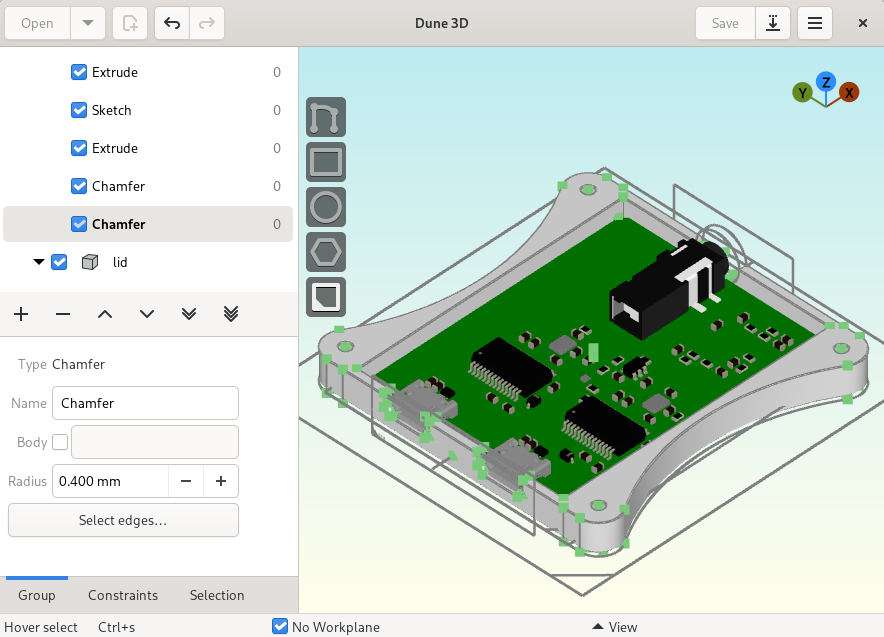 Open
Dune 3D
Save
Extrude 0
Sketch 0
Extrude 0
Chamfer 0
Chamfer 0
lid
Z
Y
X
Type Chamfer
Name Chamfer
Body
Radius 0.400 mm
Select edges...
Group Constraints Selection
Hover select Ctrl+s No Workplane View